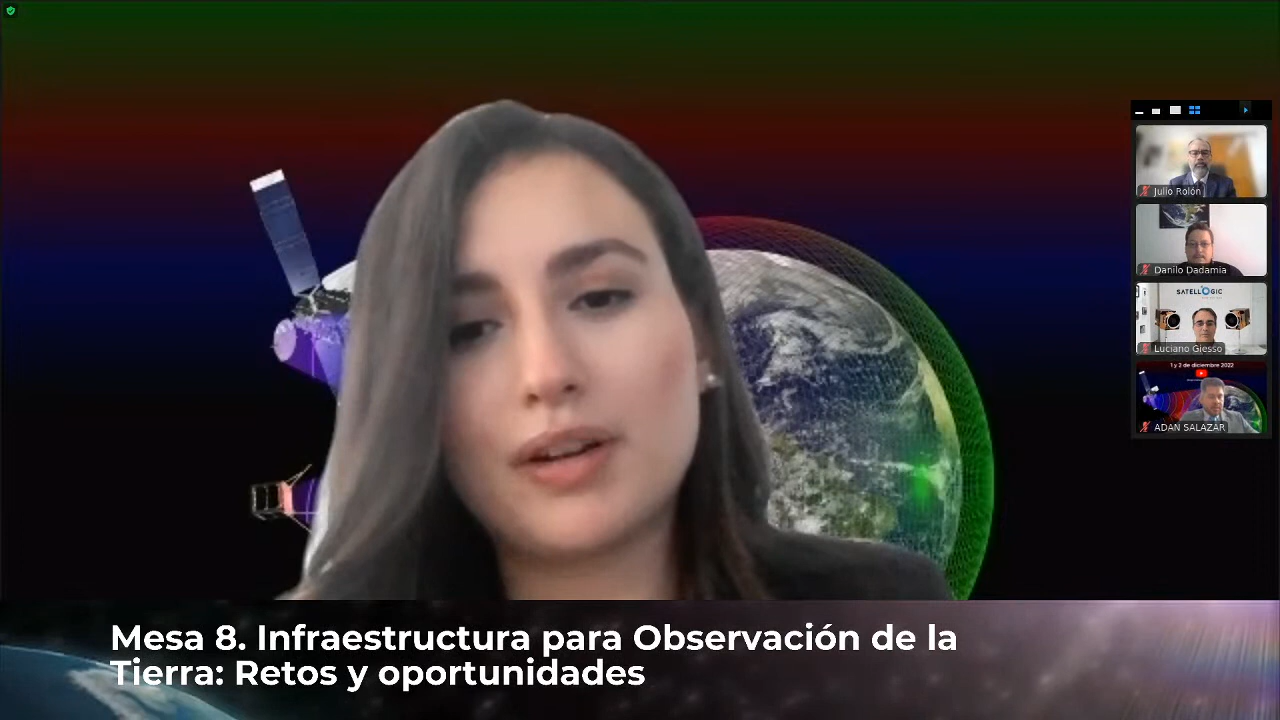 Julio Rolón
Danilo Dadamia
SATELLOGIC
Luciano Giesso
1 y 2 de diciembre 2022
ADAN SALAZAR
Mesa 8. Infraestructura para Observación de la
Tierra: Retos y oportunidades